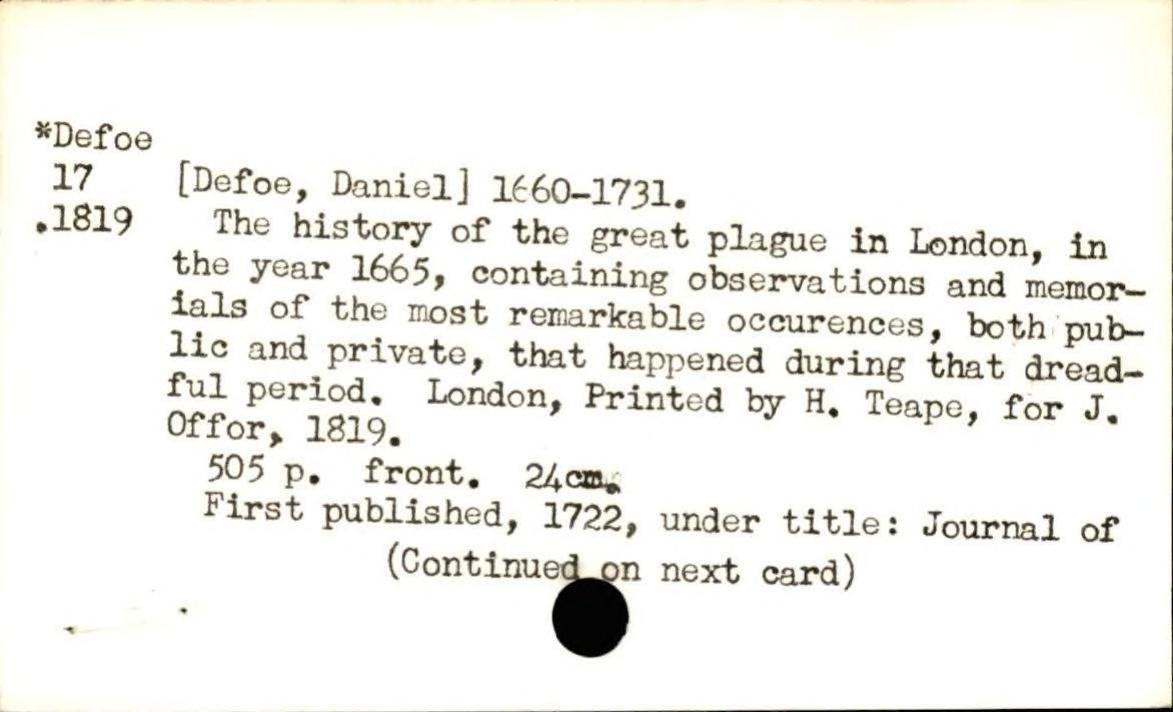 *Defoe
17 [Defoe, Daniel] 1660-1731.
.1819 The history of the great plague in London, in
the year 1665, containing observations and memor-
ials of the most remarkable occurences, both pub-
lic and private, that happened during that dread-
ful period. London, Printed by H. Teape, for J.
Offor, 1819.
505 p. front. 24cm.
First published, 1722, under title: Journal of
(Continued on next card)